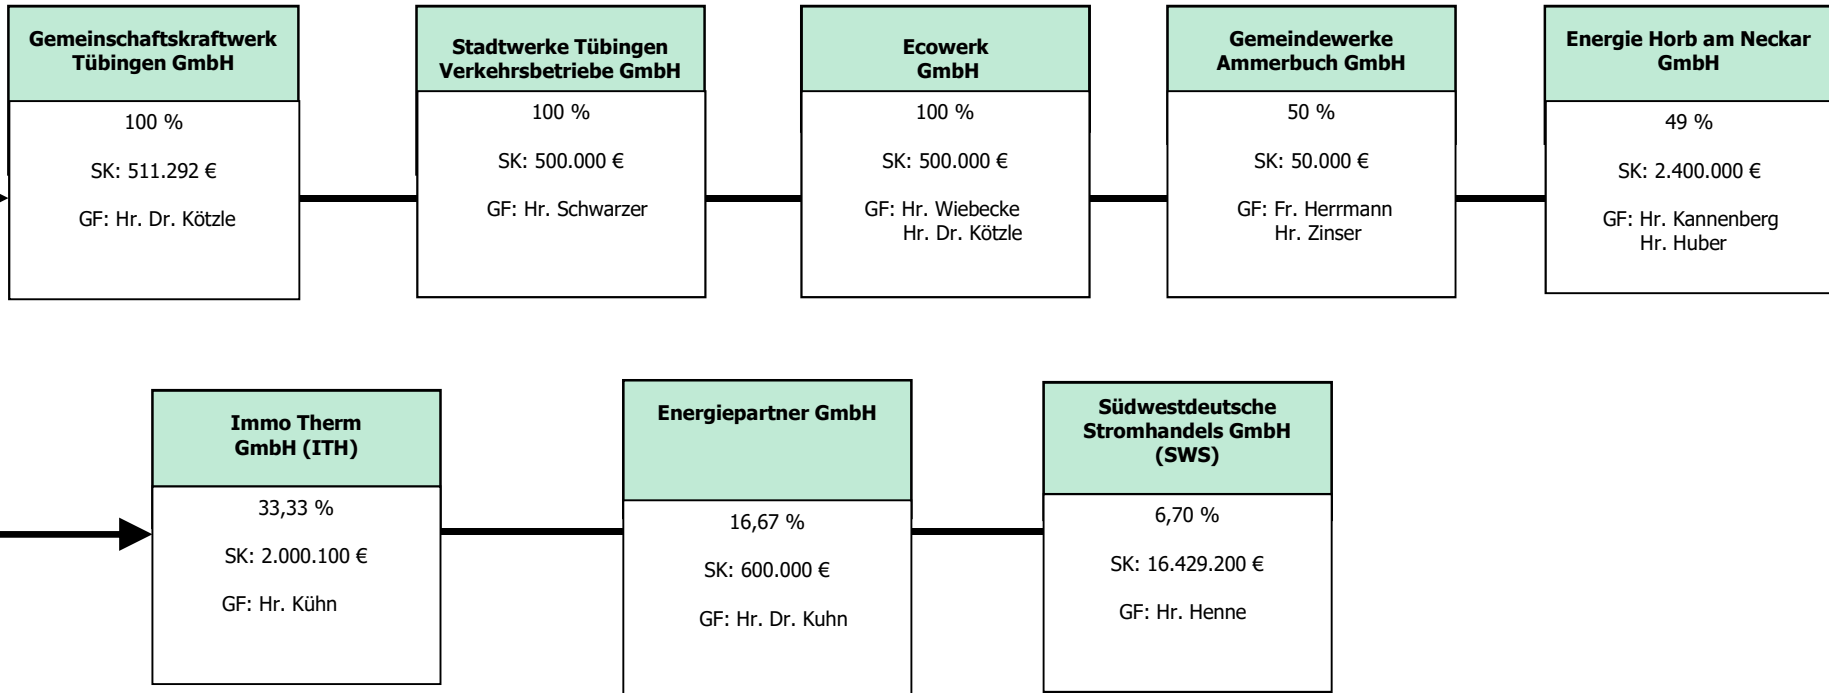 Gemeinschaftskraftwerk
Tübingen GmbH
100 %
SK: 511.292 €
GF: Hr. Dr. Kötzle
Stadtwerke Tübingen
Verkehrsbetriebe GmbH
100 %
SK: 500.000 €
GF: Hr. Schwarzer
Ecowerk
GmbH
100 %
SK: 500.000 €
GF: Hr. Wiebecke
Hr. Dr. Kötzle
Gemeindewerke
Ammerbuch GmbH
50 %
SK: 50.000 €
GF: Fr. Herrmann
Hr. Zinser
Energie Horb am Neckar
GmbH
49 %
SK: 2.400.000 €
GF: Hr. Kannenberg
Hr. Huber
Immo Therm
GmbH (ITH)
33,33 %
SK: 2.000.100 €
GF: Hr. Kühn
Energiepartner GmbH
16,67 %
SK: 600.000 €
GF: Hr. Dr. Kuhn
Südwestdeutsche
Stromhandels GmbH
(SWS)
6,70 %
SK: 16.429.200 €
GF: Hr. Henne